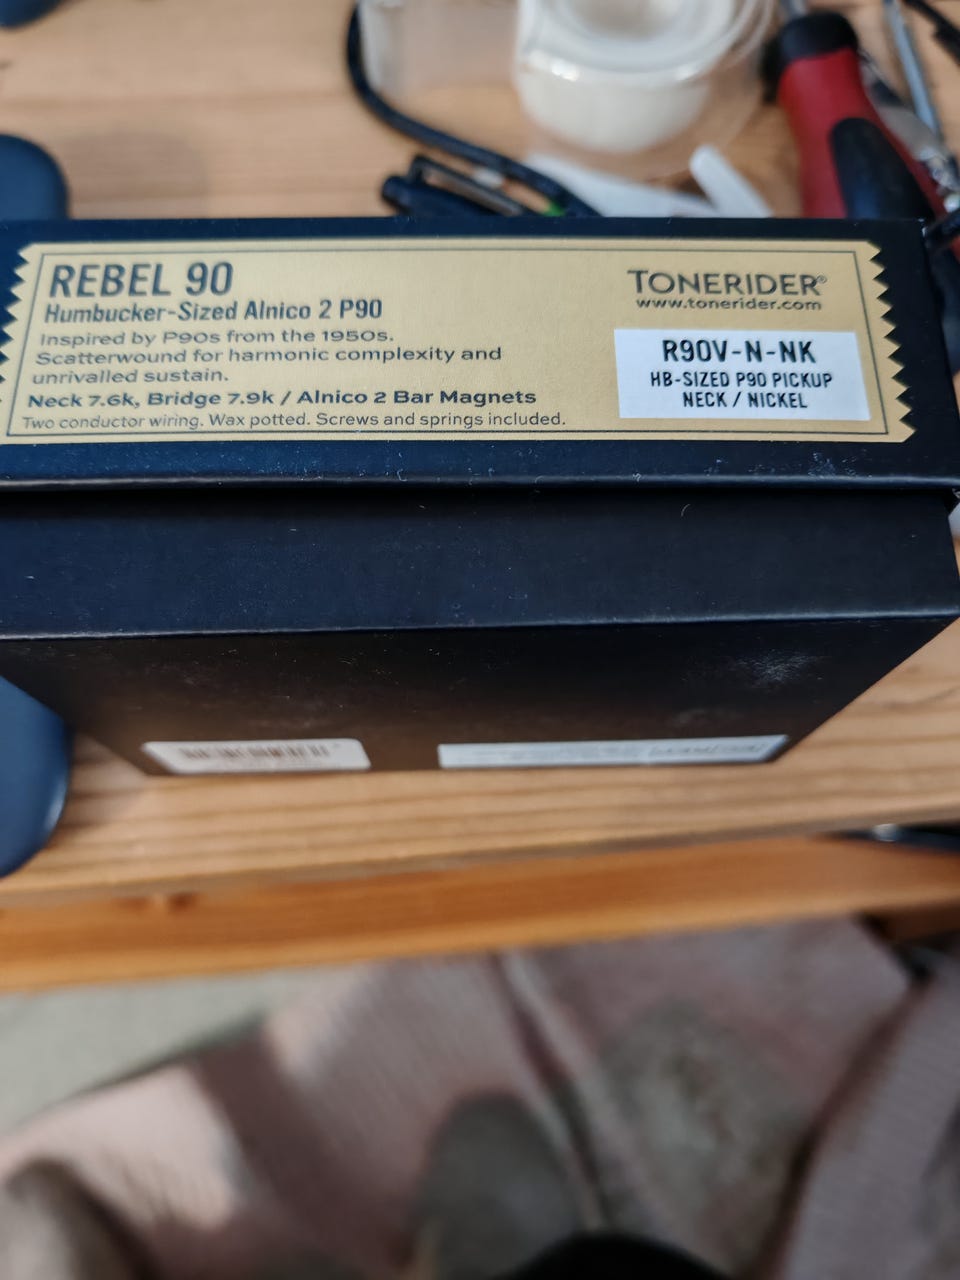 REBEL 90
Humbucker-Sized Alnico 2 P90
Inspired by P90s from the 1950s.
Scatterwound for harmonic complexity and
unrivalled sustain.
Neck 7.6k, Bridge 7.9k / Alnico 2 Bar Magnets
Two conductor wiring. Wax potted. Screws and springs included.
TONERIDER®
www.tonerider.com
R90V-N-NK
HB-SIZED P90 PICKUP
NECK / NICKEL